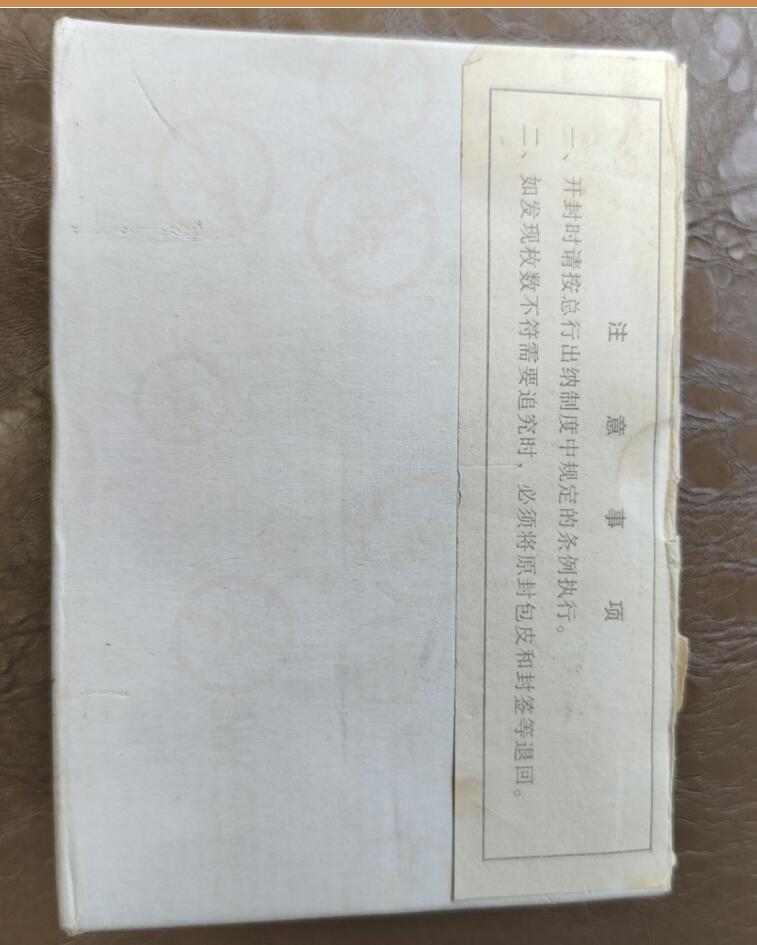 注意事项
一、开封时请按总行出纳制度中规定的条例执行。
二、如发现枚数不符需要追究时，必须将原封包皮和封签等退回。